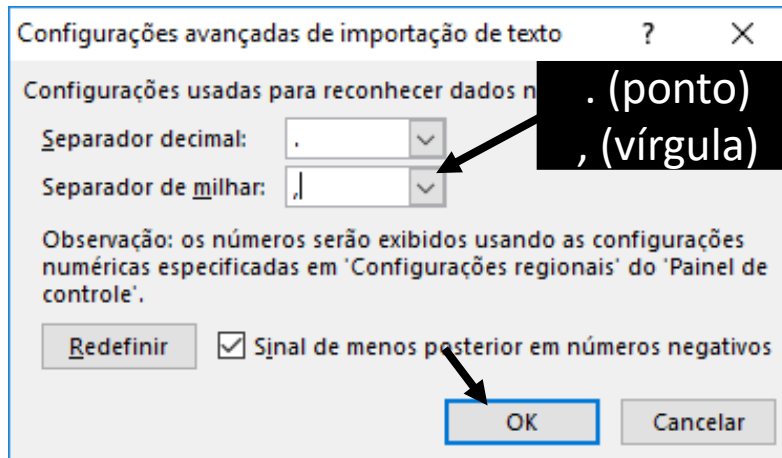 Configurações avançadas de importação de texto ? X
Configurações usadas para reconhecer dados n
. (ponto)
, (vírgula)
Separador decimal: .
Separador de milhar: ,
Observação: os números serão exibidos usando as configurações
numéricas especificadas em 'Configurações regionais' do 'Painel de
controle'.
Redefinir Sinal de menos posterior em números negativos
OK Cancelar